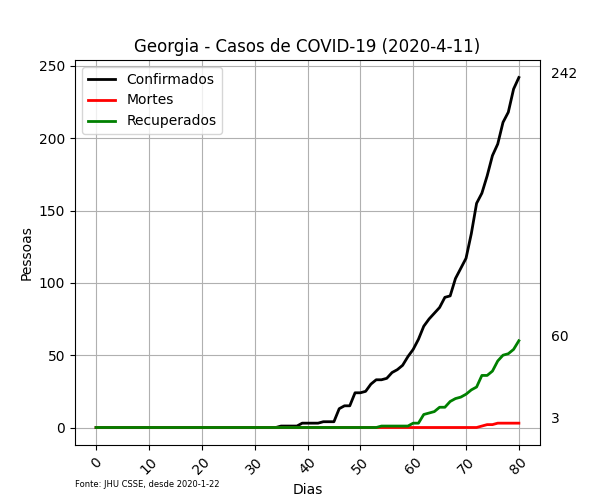 Georgia - Casos de COVID-19 (2020-4-11)
Confirmados
Mortes
Recuperados
250
200
150
100
50
0
Pessoas
242
60
3
0
10
20
30
40
50
60
70
80
Dias
Fonte: JHU CSSE, desde 2020-1-22